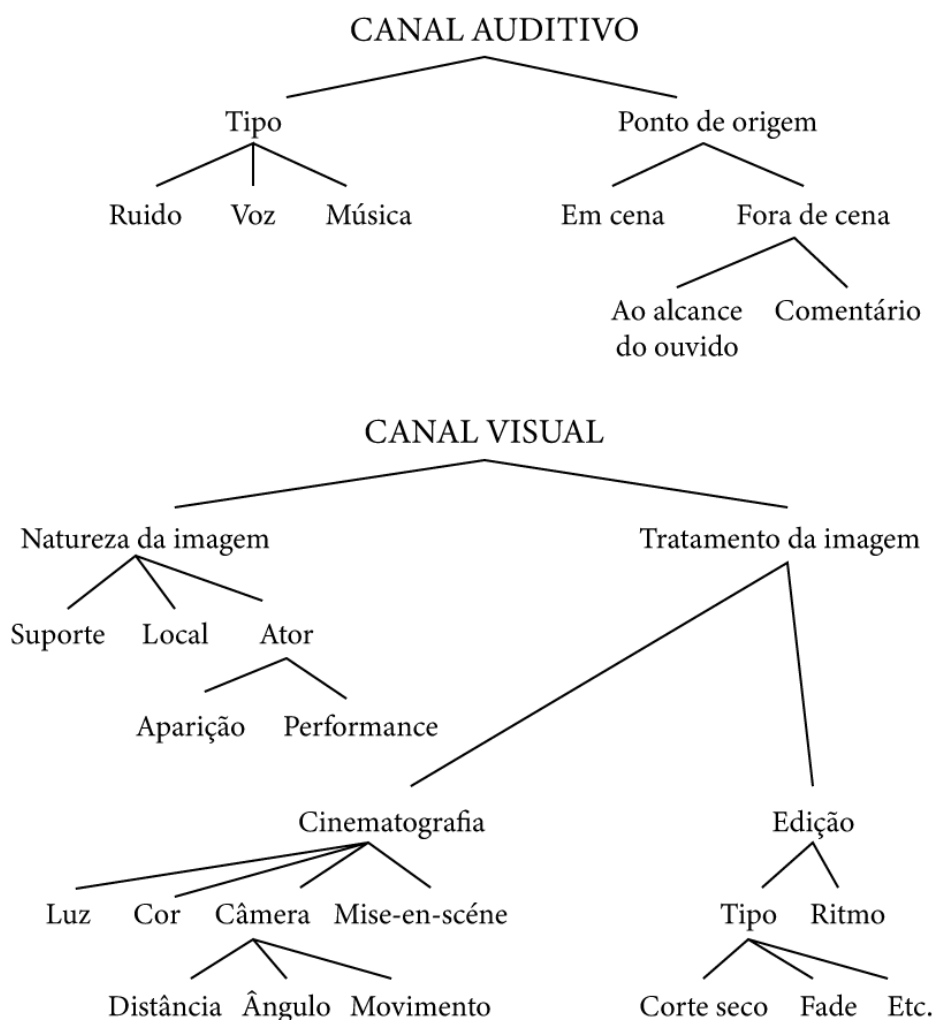 CANAL AUDITIVO
Tipo
Ponto de origem
Ruido
Voz
Música
Em cena
Fora de cena
Ao alcance
do ouvido
Comentário
CANAL VISUAL
Natureza da imagem
Tratamento da imagem
Suporte
Local
Ator
Aparição
Performance
Cinematografia
Edição
Luz
Cor
Câmera
Mise-en-scéne
Tipo
Ritmo
Distância
Ângulo
Movimento
Corte seco
Fade
Etc.